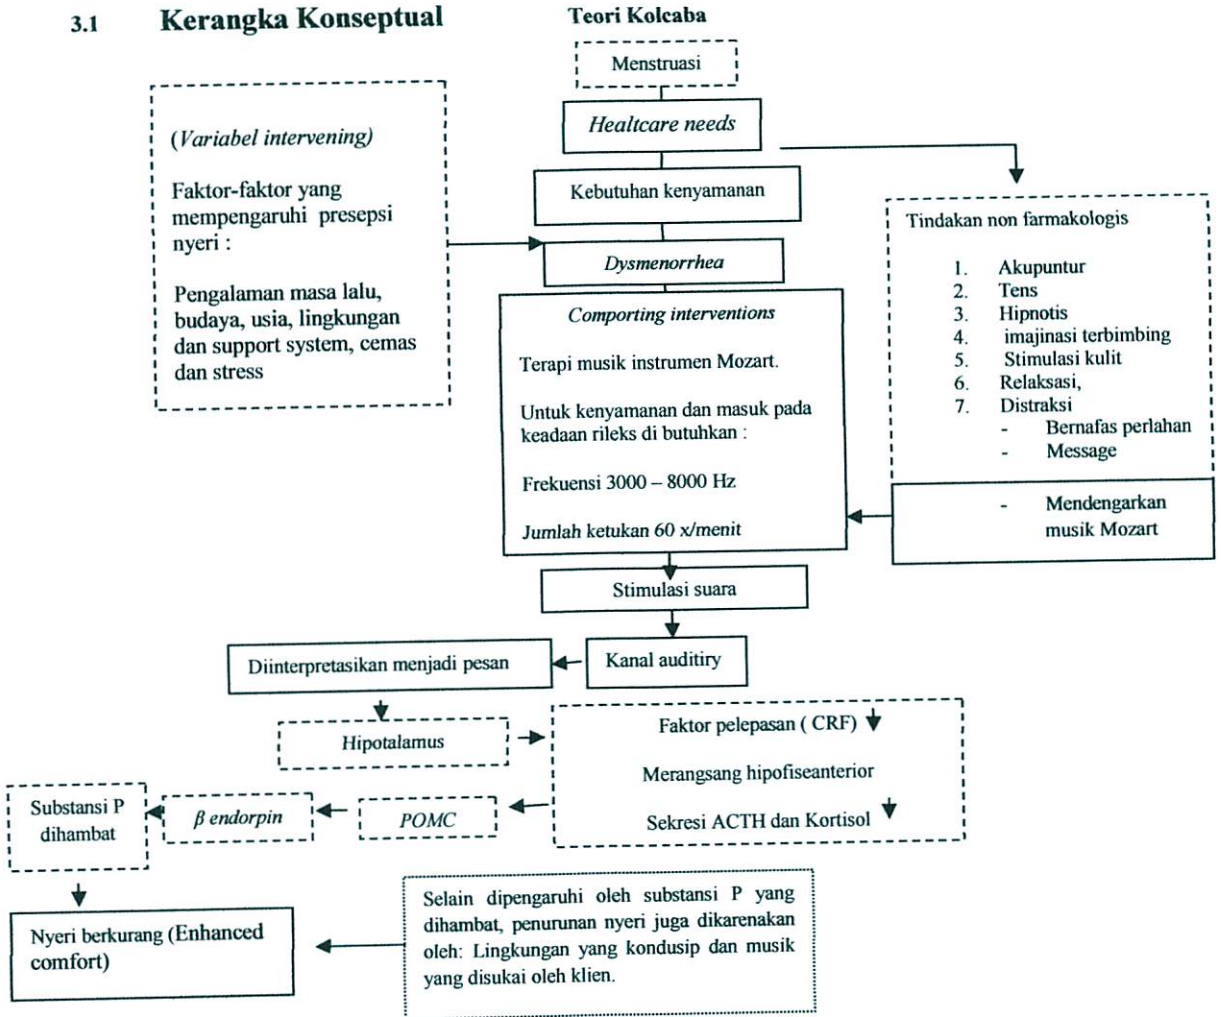 3.1 Kerangka Konseptual
Teori Kolcaba
Menstruasi
Healtcare needs
Kebutuhan kenyamanan
Dysmenorrhea
(Variabel intervening)
Faktor-faktor yang
mempengaruhi presepsi
nyeri :
Pengalaman masa lalu,
budaya, usia, lingkungan
dan support system, cemas
dan stress
Comporting interventions
Terapi musik instrumen Mozart.
Untuk kenyamanan dan masuk pada
keadaan rileks di butuhkan :
Frekuensi 3000 – 8000 Hz
Jumlah ketukan 60 x/menit
Tindakan non farmakologis
1. Akupuntur
2. Tens
3. Hipnotis
4. imajinasi terbimbing
5. Stimulasi kulit
6. Relaksasi,
7. Distraksi
- Bernafas perlahan
- Message
- Mendengarkan
musik Mozart
Stimulasi suara
Kanal auditiry
Diinterpretasikan menjadi pesan
Hipotalamus
Faktor pelepasan ( CRF)
Merangsang hipofiseanterior
Sekresi ACTH dan Kortisol
POMC
β endorpin
Substansi P
dihambat
Nyeri berkurang (Enhanced
comfort)
Selain dipengaruhi oleh substansi P yang
dihambat, penurunan nyeri juga dikarenakan
oleh: Lingkungan yang kondusip dan musik
yang disukai oleh klien.